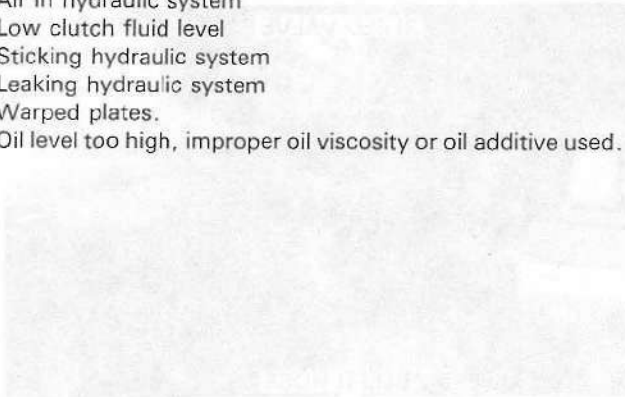 Air in hydraulic system
Low clutch fluid level
Sticking hydraulic system
Leaking hydraulic system
Warped plates.
Oil level too high, improper oil viscosity or oil additive used.